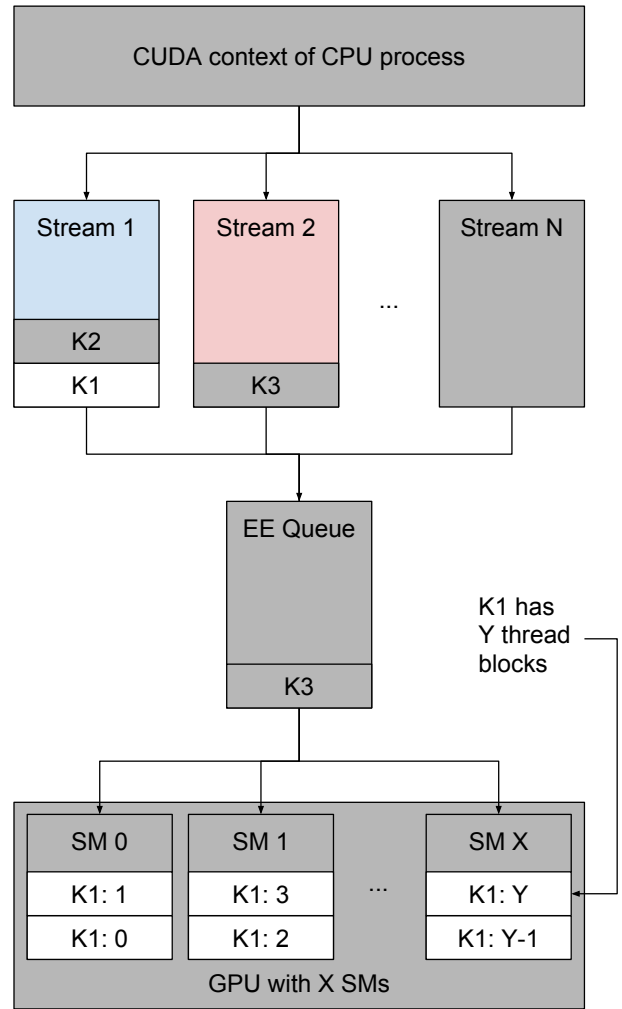 CUDA context of CPU process
Stream 1
Stream 2
Stream N
...
K2
K1
K3
EE Queue
K3
K1 has
Y thread
blocks
SM 0
SM 1
SM X
K1: 1
K1: 3
...
K1: Y
K1: 0
K1: 2
K1: Y-1
GPU with X SMs